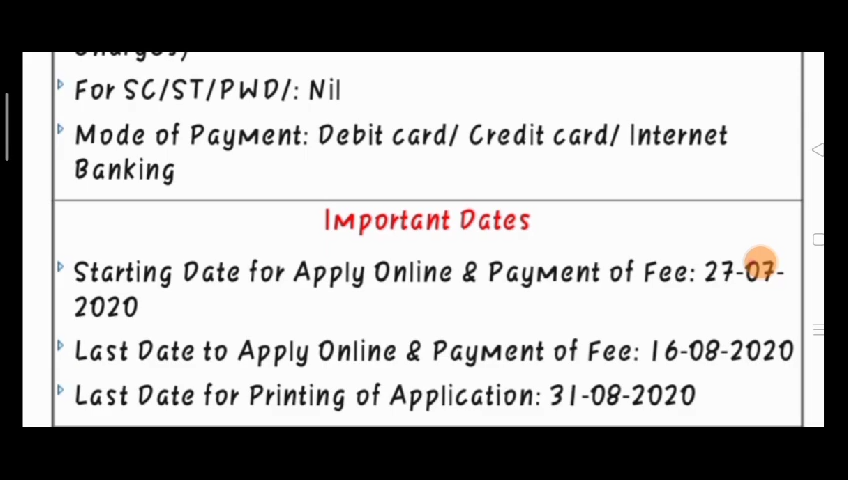 For SC/ST/PWD/: Nil
Mode of Payment: Debit card/ Credit card/ Internet
Banking
Important Dates
Starting Date for Apply Online & Payment of Fee: 27-07-
2020
Last Date to Apply Online & Payment of Fee: 16-08-2020
Last Date for Printing of Application: 31-08-2020